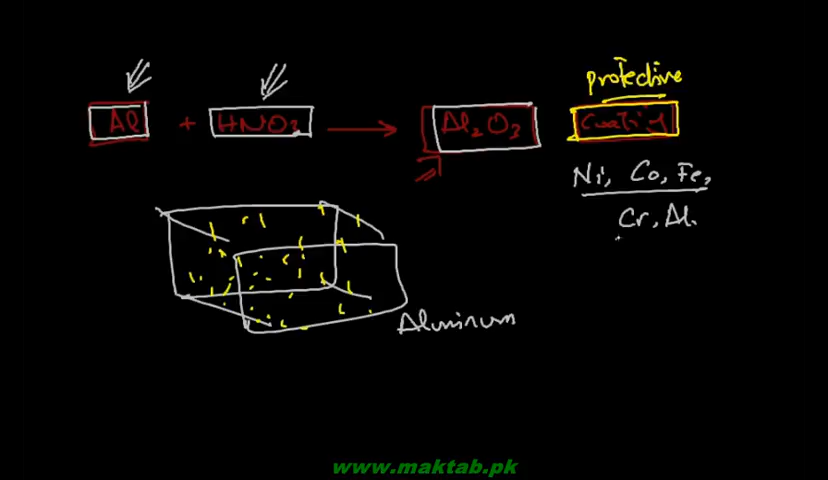 protective
Al + HNO3 → Al2O3 Coating
Ni, Co, Fe,
Cr, Al.
Aluminum
www.maktab.pk